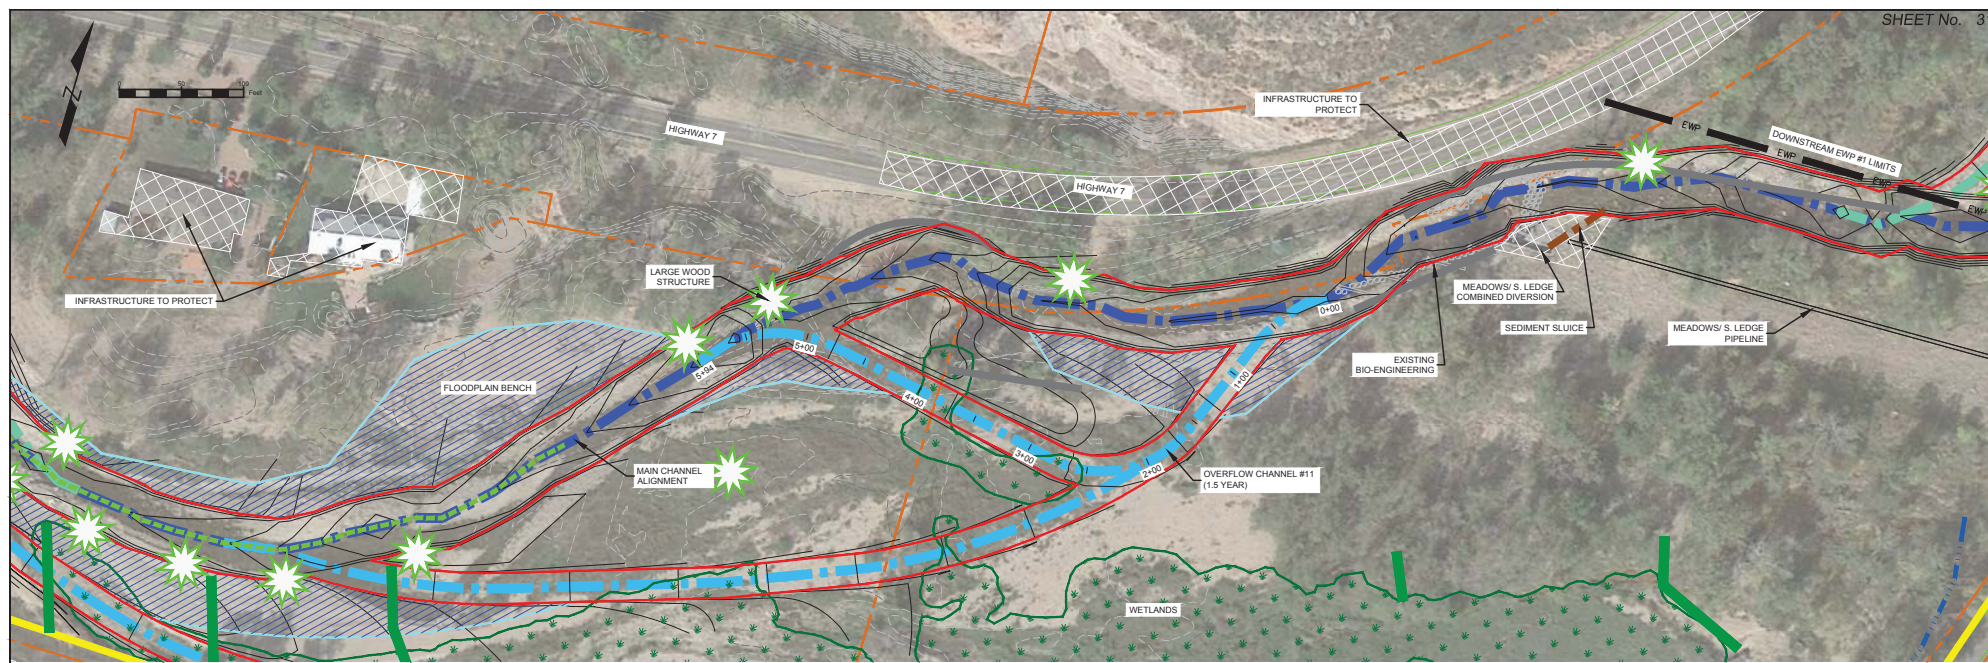 SHEET No. 3
0 50 100
Feet
N
HIGHWAY 7
INFRASTRUCTURE TO
PROTECT
HIGHWAY 7
EWP
DOWNSTREAM EWP #1 LIMITS
EWP
EWP
EWP
INFRASTRUCTURE TO PROTECT
LARGE WOOD
STRUCTURE
MEADOWS/ S. LEDGE
COMBINED DIVERSION
SEDIMENT SLUICE
MEADOWS/ S. LEDGE
PIPELINE
EXISTING
BIO-ENGINEERING
0+00
5+00
5+94
FLOODPLAIN BENCH
1+00
4+00
3+00
2+00
MAIN CHANNEL
ALIGNMENT
OVERFLOW CHANNEL #11
(1.5 YEAR)
WETLANDS